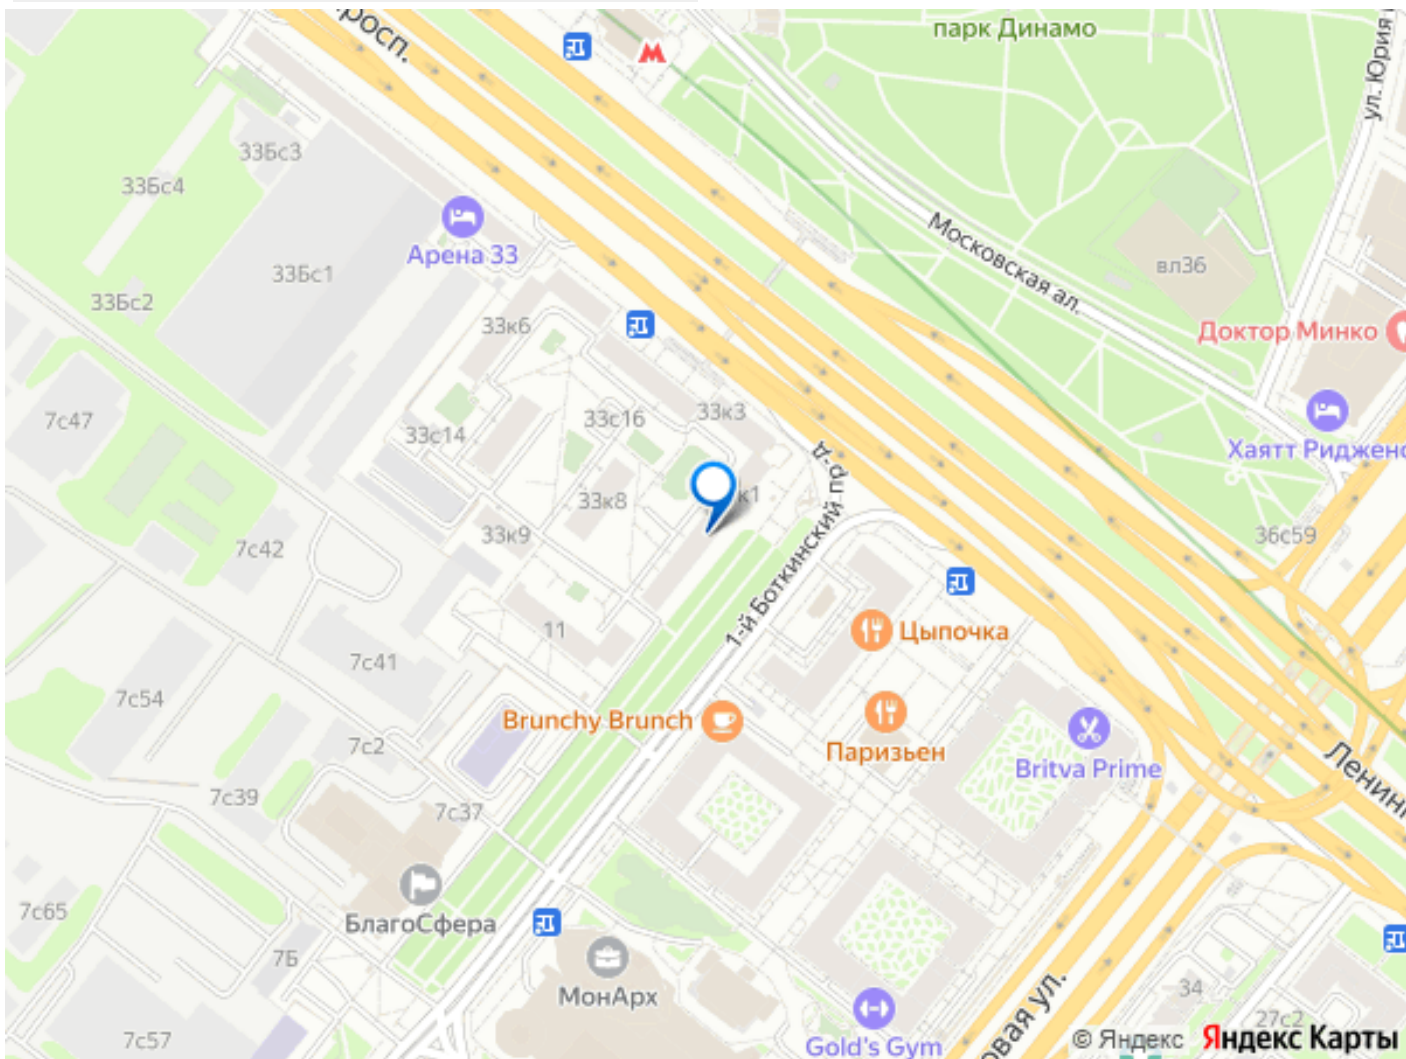 росп.
парк Динамо
ул. Юрия
33Бс3
33Бс4
Арена 33
Московская ал.
вл36
33Бс1
33Бс2
33к6
Доктор Минко
7с47
33с14
33с16
33к3
Хаятт Ридженс
33к8
к1
1-й Боткинский пр-д
33к9
7с42
36с59
11
Цыпочка
7с41
7с54
Brunchy Brunch
7с2
Паризьен
Britva Prime
Ленинг
7с39
7с37
7с65
БлагоСфера
7Б
МонАрх
34
7с57
Gold's Gym
овая ул.
27с2
© Яндекс Яндекс Карты